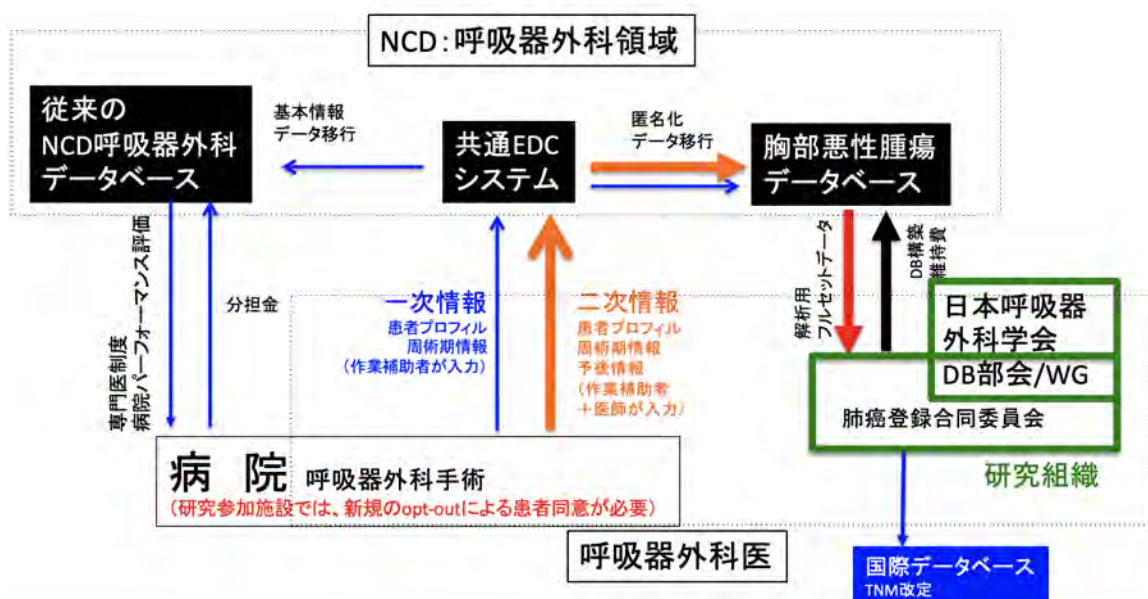 NCD：呼吸器外科領域
従来の
NCD呼吸器外科
データベース
基本情報
データ移行
共通EDC
システム
匿名化
データ移行
胸部悪性腫瘍
データベース
専門医制度
病院パーフォーマンス評価
分担金
一次情報
患者プロフィル
周術期情報
(作業補助者が入力)
二次情報
患者プロフィル
周術期情報
予後情報
(作業補助者
＋医師が入力)
解析用
フルセットデータ
DB構築
維持費
日本呼吸器
外科学会
DB部会/WG
肺癌登録合同委員会
研究組織
病 院 呼吸器外科手術
(研究参加施設では、新規のopt-outによる患者同意が必要)
呼吸器外科医
国際データベース
TNM改定